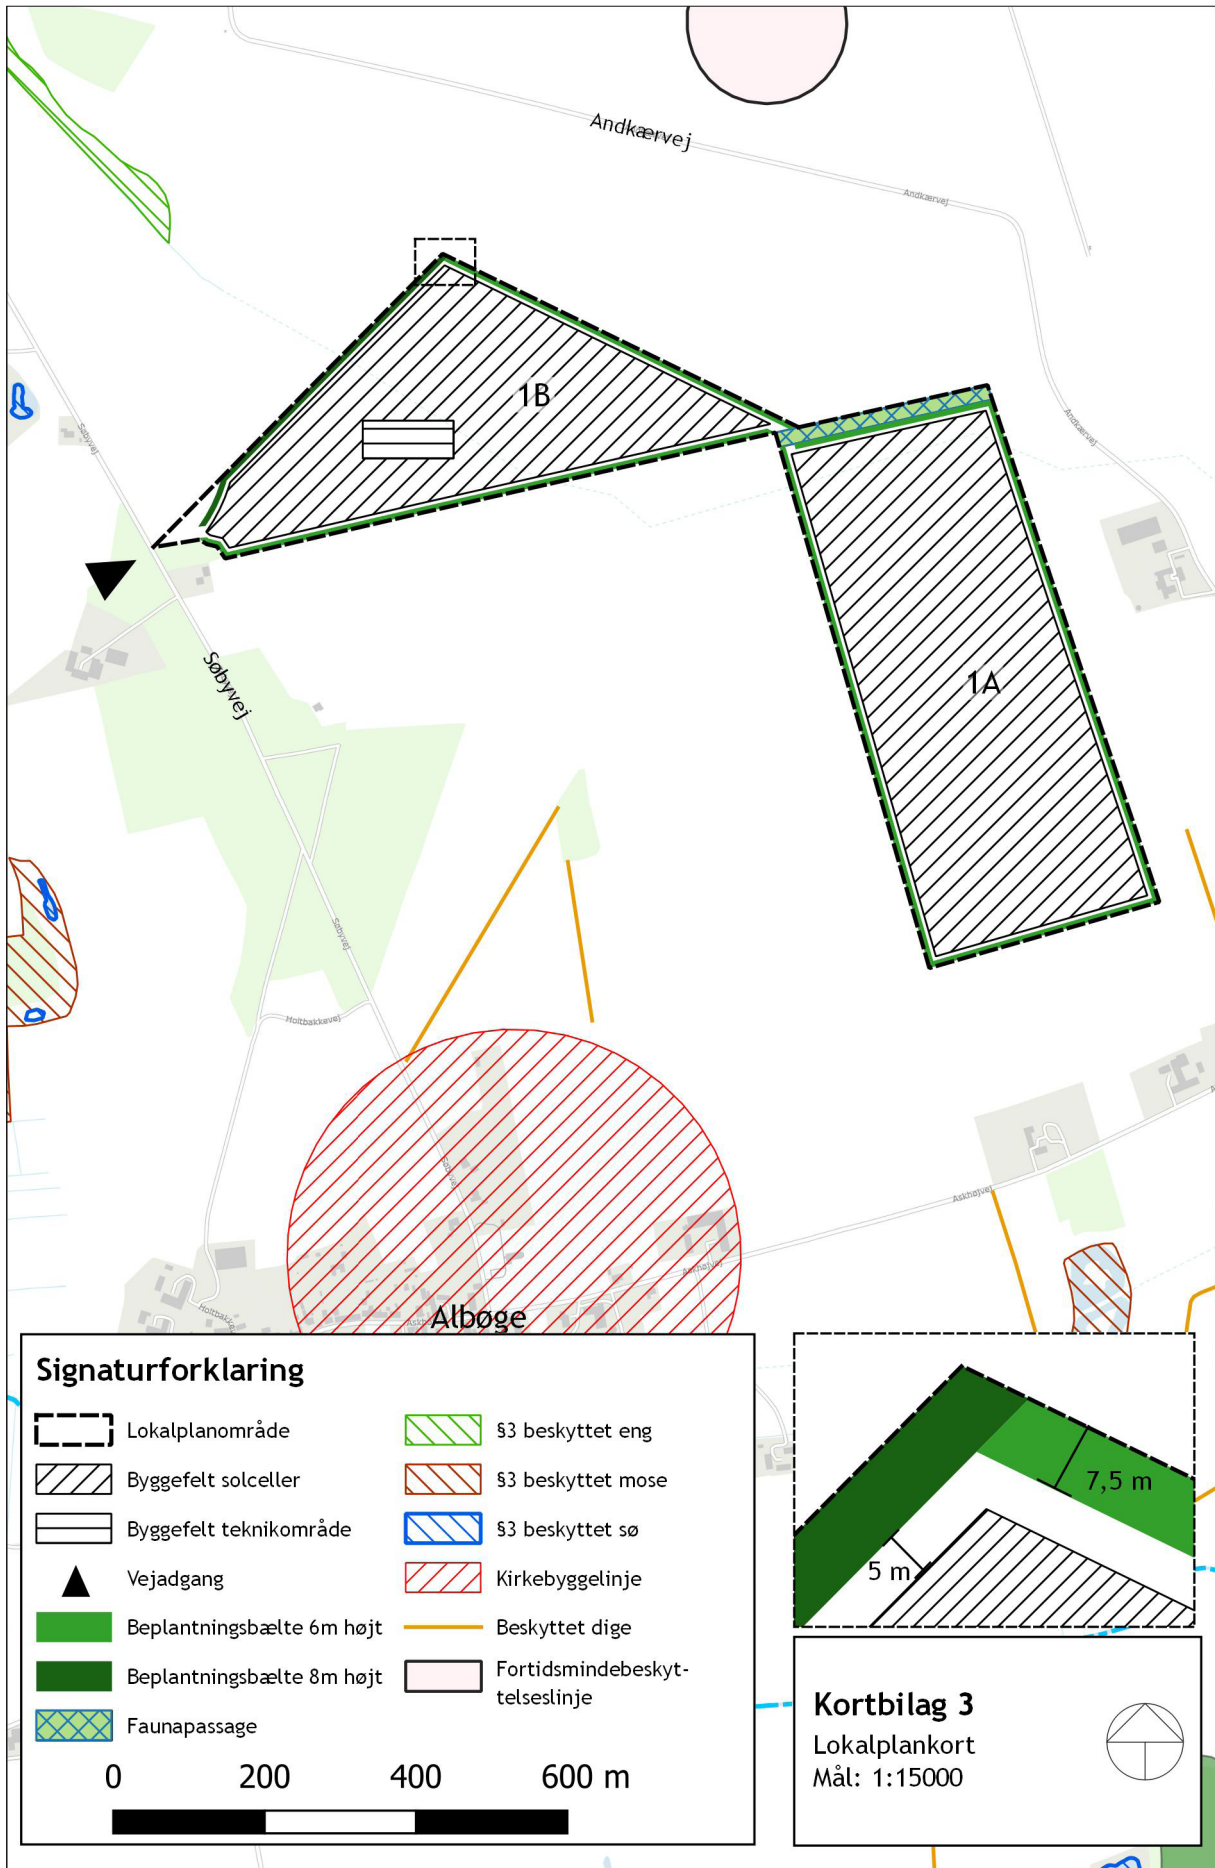 Andkærvej
Andkærvej
1B
Andkærvej
Søbyvej
1A
Søbyvej
Søbyvej
Holtbakkevej
Søbyvej
Askhøjvej
Askhøjvej
Albøge
Signaturforklaring
Lokalplanområde
Byggefelt solceller
Byggefelt teknikområde
Vejadgang
Beplantningsbælte 6m højt
Beplantningsbælte 8m højt
Faunapassage
§3 beskyttet eng
§3 beskyttet mose
§3 beskyttet sø
Kirkebyggelinje
Beskyttet dige
Fortidsmindebeskyt-
telseslinje
0 200 400 600 m
7,5 m
5 m
Kortbilag 3
Lokalplankort
Mål: 1:15000